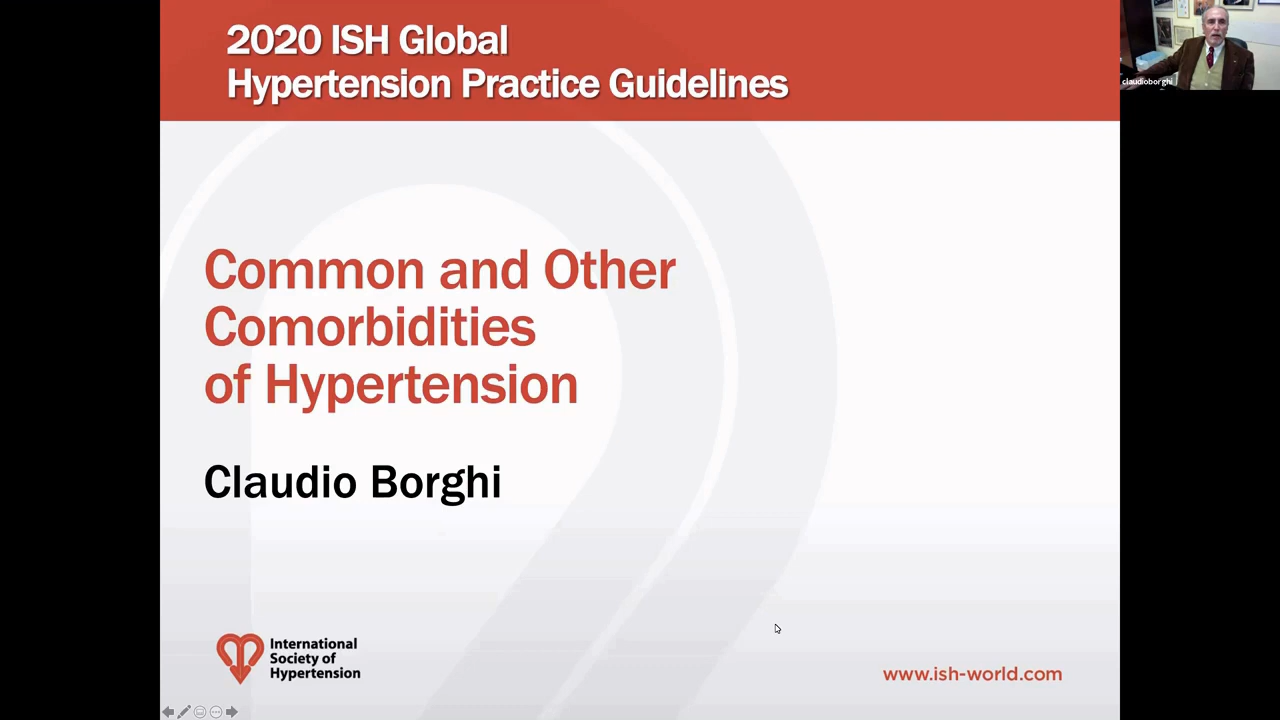 2020 ISH Global
Hypertension Practice Guidelines
claudioborghi
Common and Other
Comorbidities
of Hypertension
Claudio Borghi
International
Society of
Hypertension
www.ish-world.com